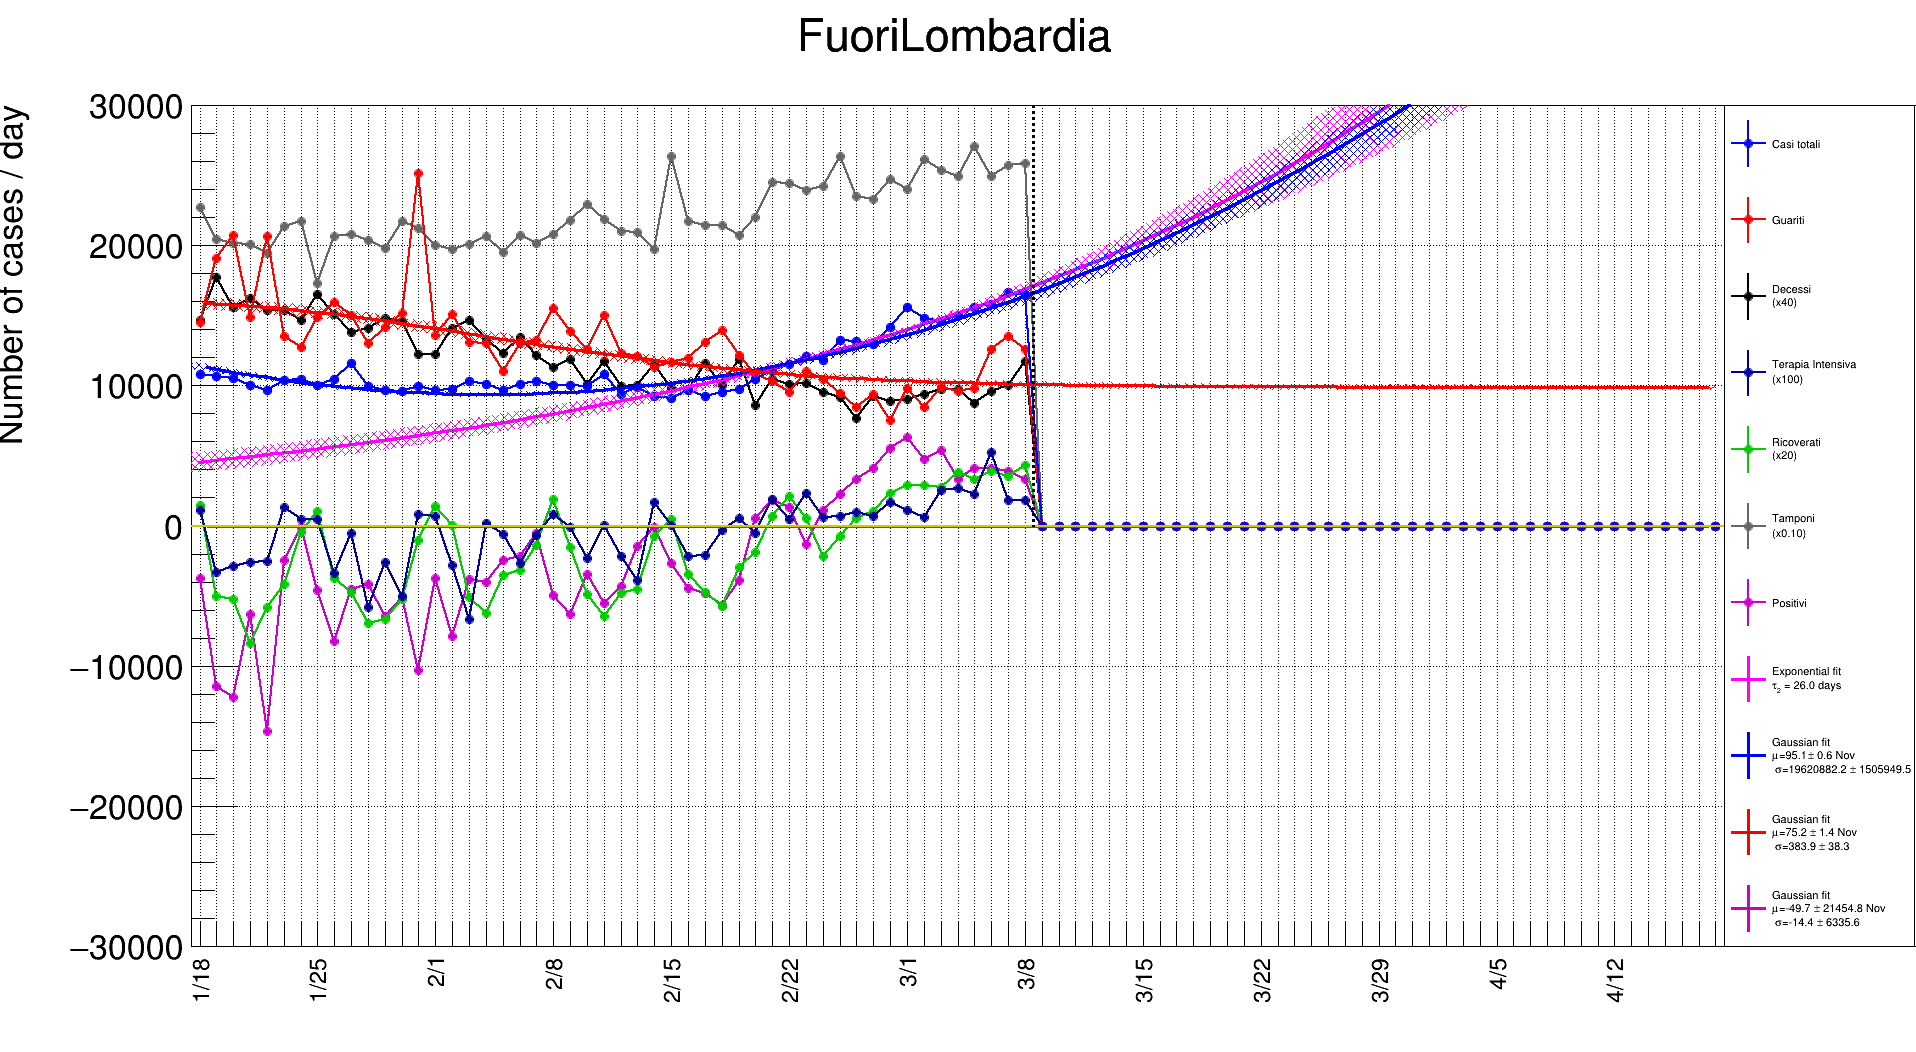 FuoriLombardia
Number of cases / day
30000
20000
10000
0
−10000
−20000
−30000
1/18
1/25
2/1
2/8
2/15
2/22
3/1
3/8
3/15
3/22
3/29
4/5
4/12
Casi totali
Guariti
Decessi
(x40)
Terapia Intensiva
(x100)
Ricoverati
(x20)
Tamponi
(x0.10)
Positivi
Exponential fit
τ₂ = 26.0 days
Gaussian fit
μ=95.1 ± 0.6 Nov
σ=19620882.2 ± 1505949.5
Gaussian fit
μ=75.2 ± 1.4 Nov
σ=383.9 ± 38.3
Gaussian fit
μ=-49.7 ± 21454.8 Nov
σ=-14.4 ± 6335.6